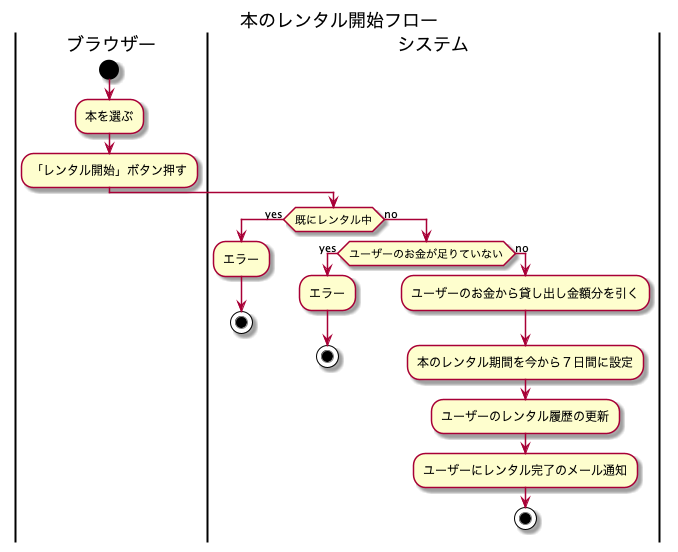 本のレンタル開始フロー
ブラウザー
システム
本を選ぶ
「レンタル開始」ボタン押す
yes
既にレンタル中
no
エラー
yes
ユーザーのお金が足りていない
no
エラー
ユーザーのお金から貸し出し金額分を引く
本のレンタル期間を今から７日間に設定
ユーザーのレンタル履歴の更新
ユーザーにレンタル完了のメール通知